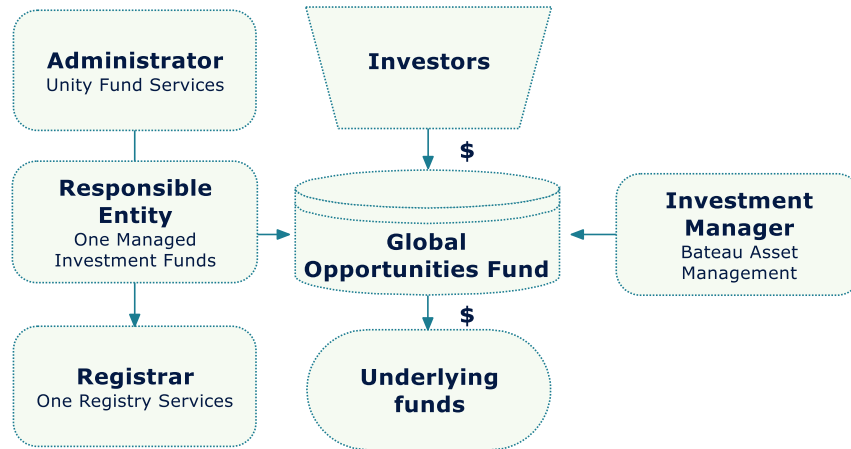 Administrator
Unity Fund Services
Investors
$
Responsible
Entity
One Managed
Investment Funds
Global
Opportunities Fund
Investment
Manager
Bateau Asset
Management
$
Registrar
One Registry Services
Underlying
funds